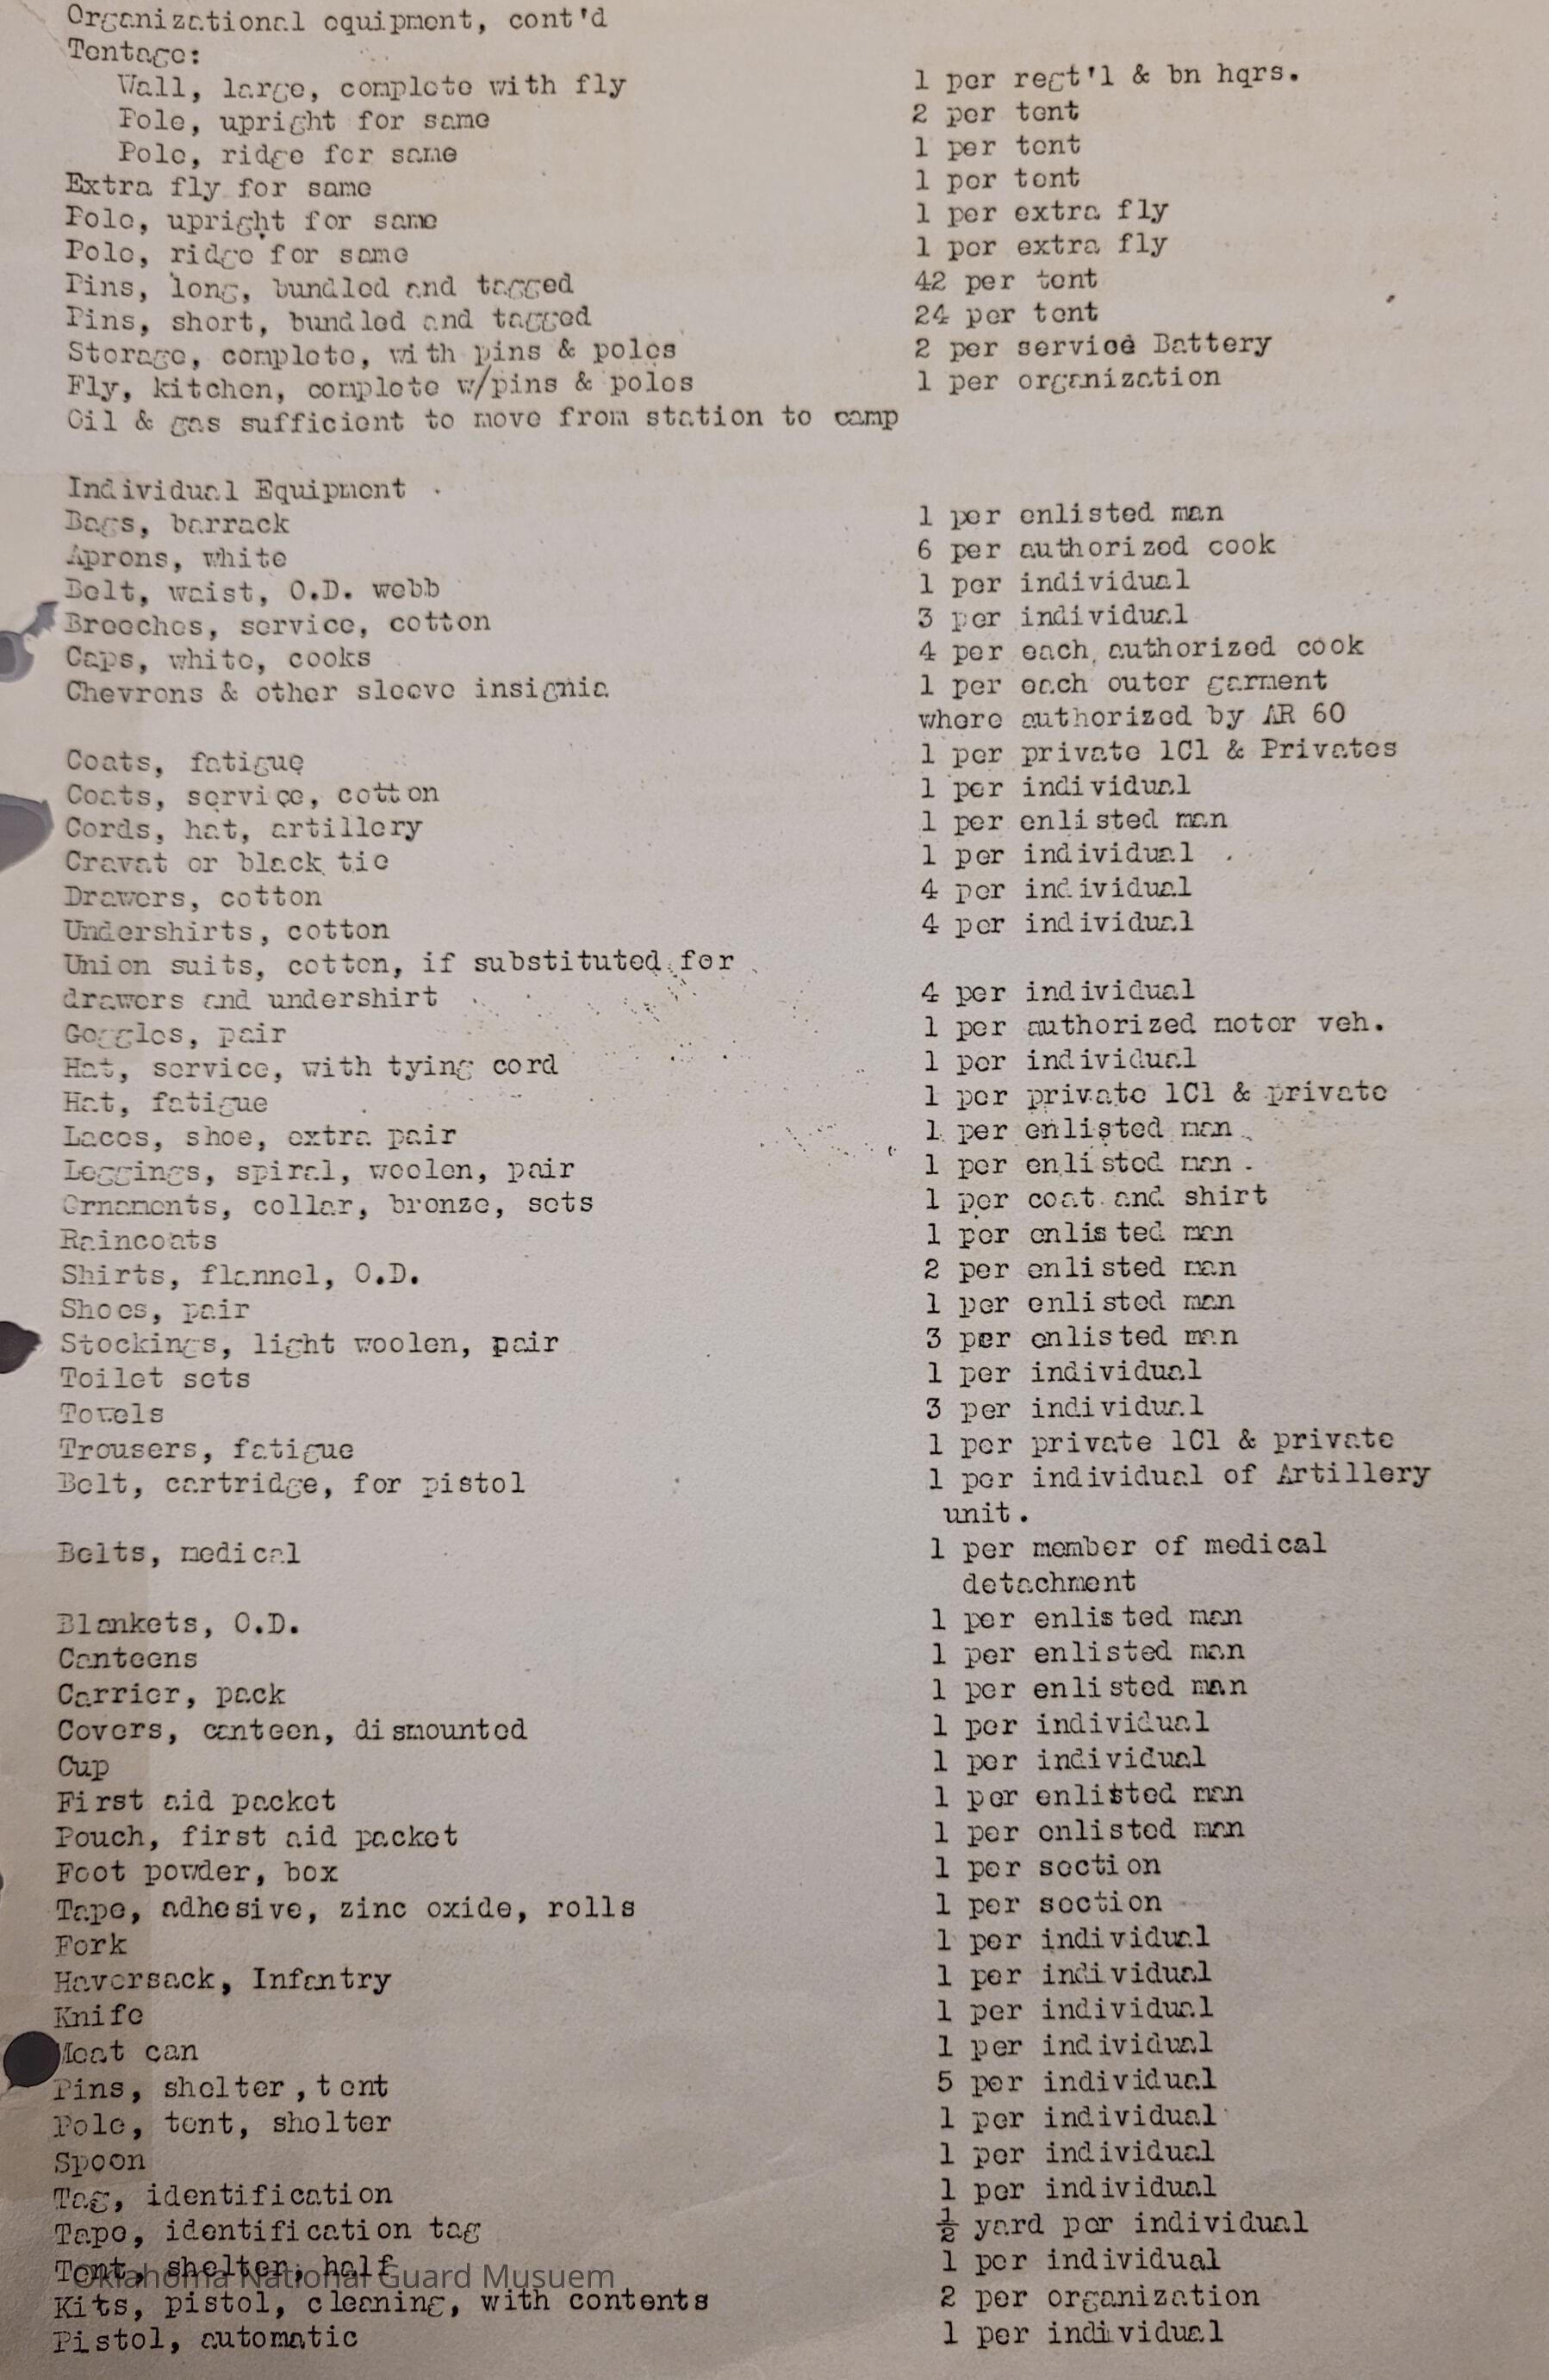 Organizational equipment, cont'd
Tentage:
Wall, large, complete with fly 1 per regt'l & bn hqrs.
Pole, upright for same 2 per tent
Pole, ridge for same 1 per tent
Extra fly for same 1 per tent
Pole, upright for same 1 per extra fly
Pole, ridge for same 1 per extra fly
Pins, long, bundled and tagged 42 per tent
Pins, short, bundled and tagged 24 per tent
Storage, complete, with pins & poles 2 per service Battery
Fly, kitchen, complete w/pins & poles 1 per organization
Oil & gas sufficient to move from station to camp
Individual Equipment
Bags, barrack 1 per enlisted man
Aprons, white 6 per authorized cook
Belt, waist, O.D. webb 1 per individual
Breeches, service, cotton 3 per individual
Caps, white, cooks 4 per each authorized cook
Chevrons & other sleeve insignia 1 per each outer garment
where authorized by AR 60
Coats, fatigue 1 per private 1Cl & Privates
Coats, service, cotton 1 per individual
Cords, hat, artillery 1 per enlisted man
Cravat or black tie 1 per individual
Drawers, cotton 4 per individual
Undershirts, cotton 4 per individual
Union suits, cotton, if substituted for
drawers and undershirt 4 per individual
Goggles, pair 1 per authorized motor veh.
Hat, service, with tying cord 1 per individual
Hat, fatigue 1 per private 1Cl & private
Laces, shoe, extra pair 1 per enlisted man
Leggings, spiral, woolen, pair 1 per enlisted man
Ornaments, collar, bronze, sets 1 per coat and shirt
Raincoats 1 per enlisted man
Shirts, flannel, O.D. 2 per enlisted man
Shoes, pair 1 per enlisted man
Stockings, light woolen, pair 3 per enlisted man
Toilet sets 1 per individual
Towels 3 per individual
Trousers, fatigue 1 per private 1Cl & private
Belt, cartridge, for pistol 1 per individual of Artillery
unit.
Belts, medical 1 per member of medical
detachment
Blankets, O.D. 1 per enlisted man
Canteens 1 per enlisted man
Carrier, pack 1 per enlisted man
Covers, canteen, dismounted 1 per individual
Cup 1 per individual
First aid packet 1 per enlisted man
Pouch, first aid packet 1 per enlisted man
Foot powder, box 1 per section
Tape, adhesive, zinc oxide, rolls 1 per section
Fork 1 per individual
Haversack, Infantry 1 per individual
Knife 1 per individual
Meat can 1 per individual
Pins, shelter, tent 5 per individual
Pole, tent, shelter 1 per individual
Spoon 1 per individual
Tag, identification 1 per individual
Tape, identification tag ½ yard per individual
Tent, shelter, half 1 per individual
©Oklahoma National Guard Musuem
Kits, pistol, cleaning, with contents 2 per organization
Pistol, automatic 1 per individual